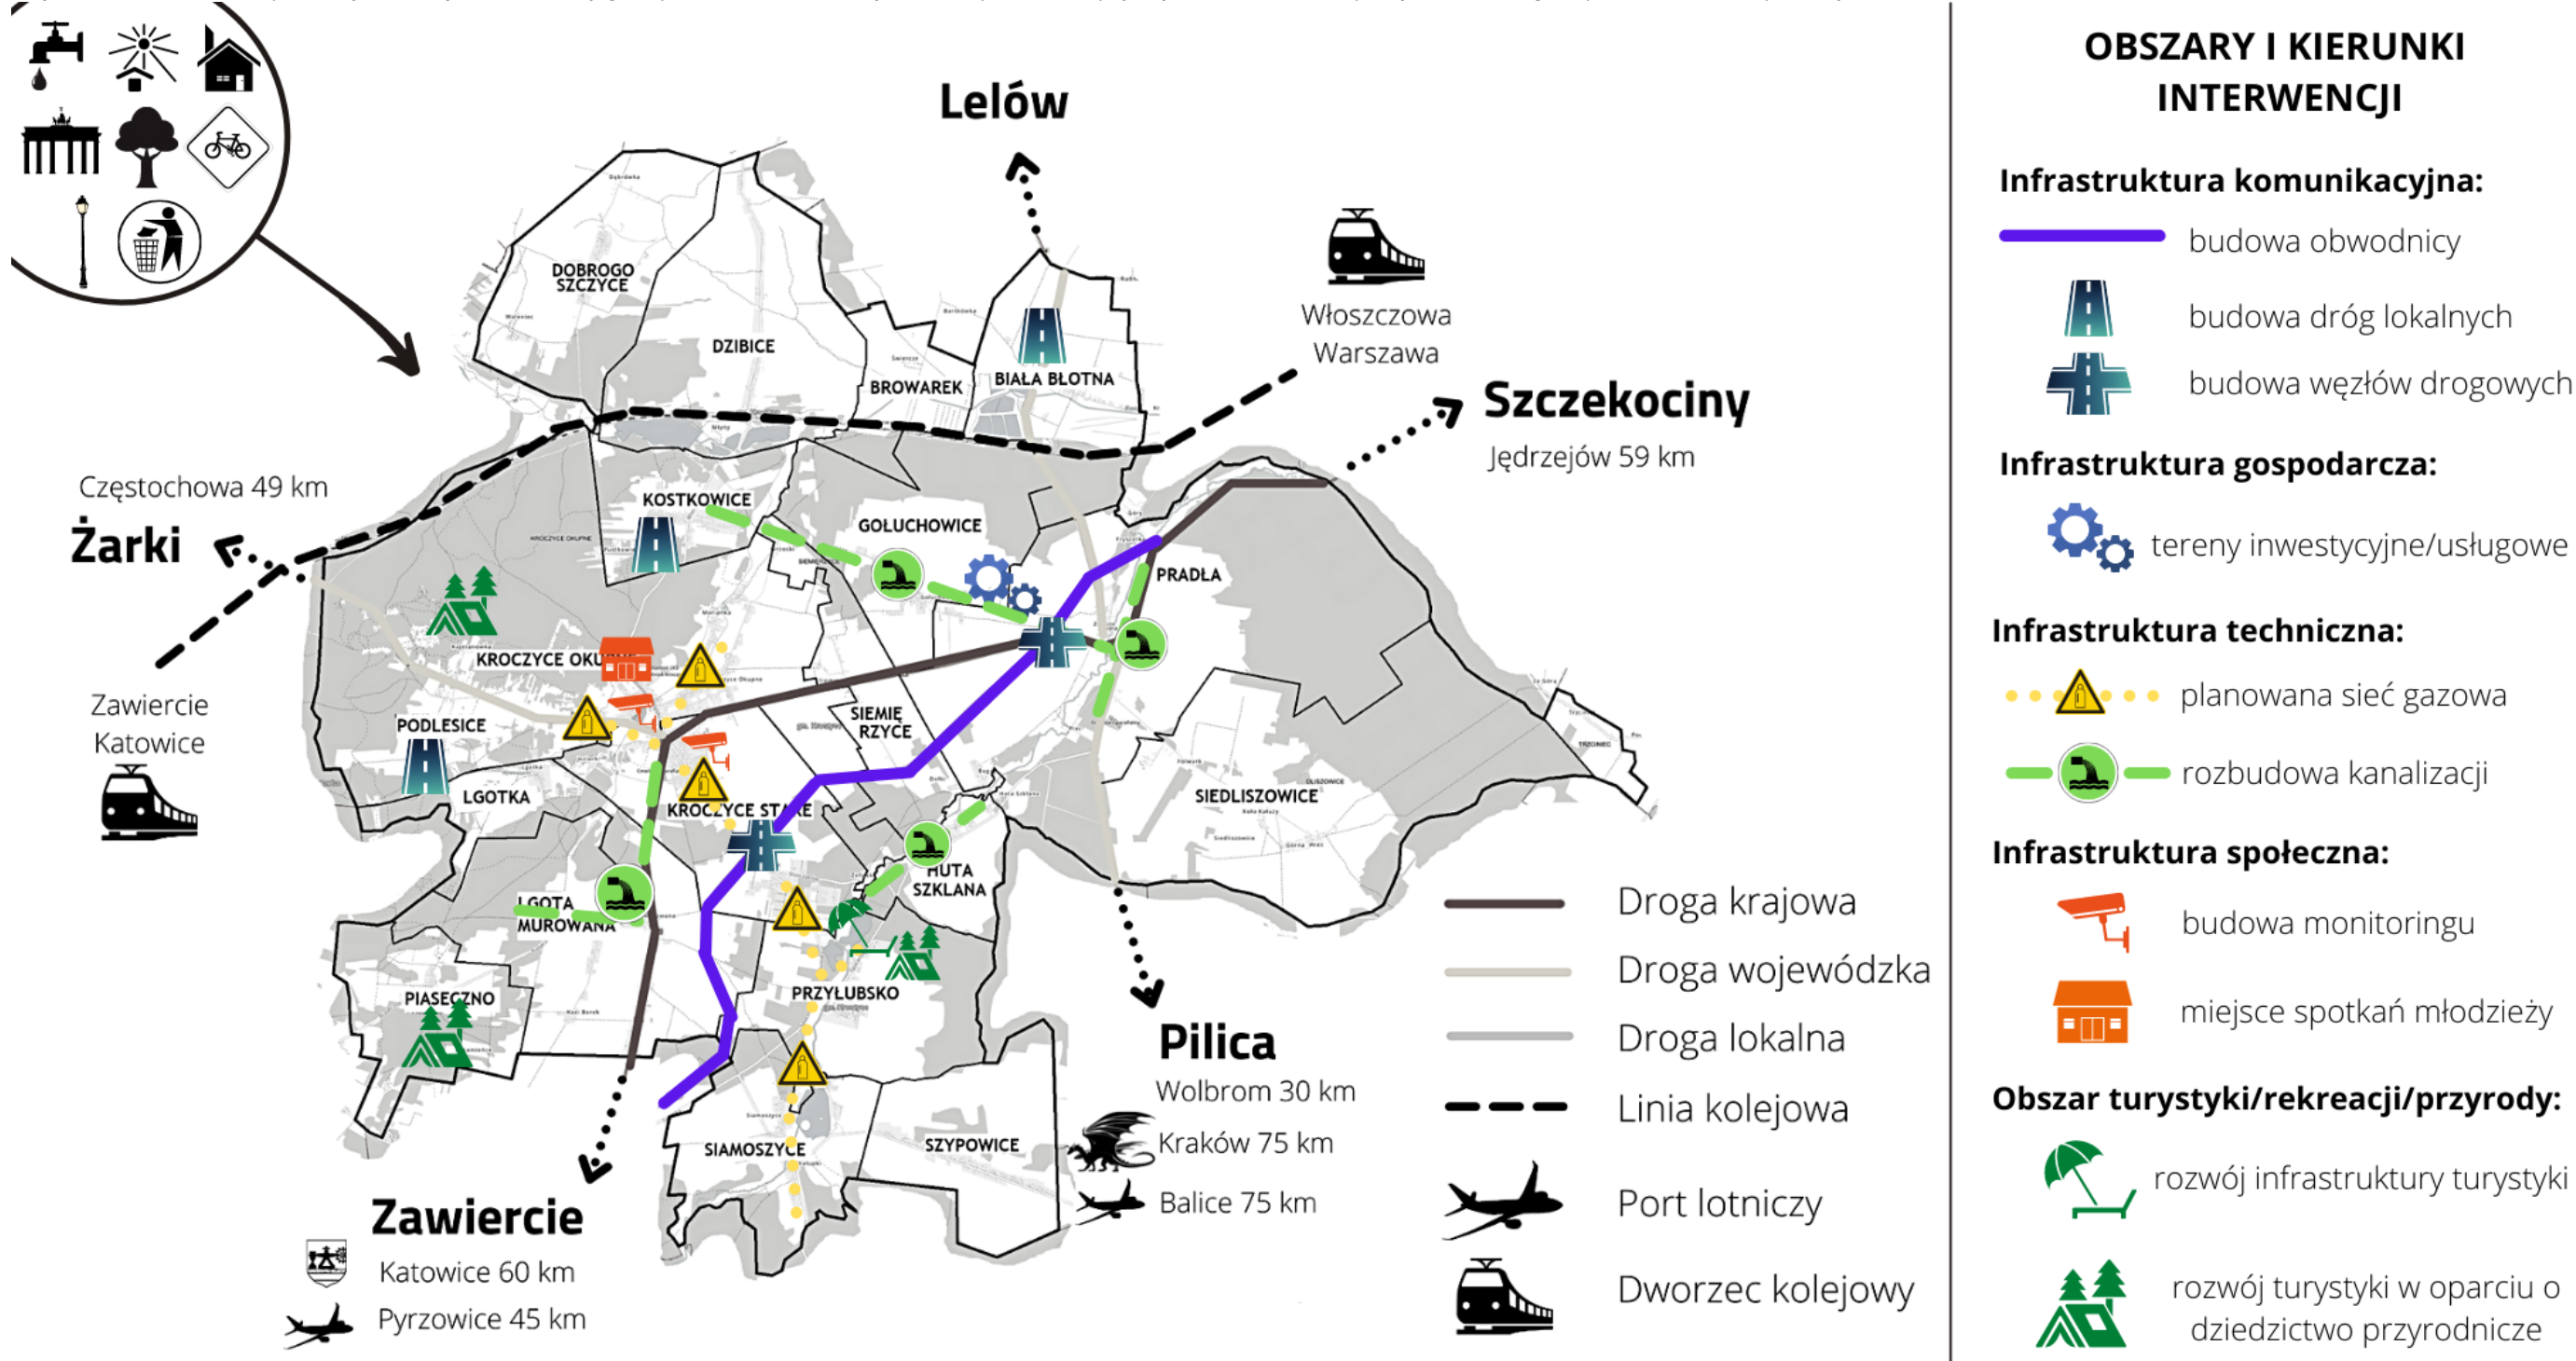 Lelów
Włoszczowa
Warszawa
Szczekociny
Jędrzejów 59 km
Częstochowa 49 km
Żarki
Zawiercie
Katowice
DOBROGO
SZCZYCE
DZIBICE
BROWAREK
BIAŁA BŁOTNA
KOSTKOWICE
GOŁUCHOWICE
KROCZYCE OKUPNE
PRADŁA
KROCZYCE OKU
PODLESICE
SIEMIĘ
RZYCE
LGOTKA
KROCZYCE STARE
SIEDLISZOWICE
HUTA
SZKLANA
LGOTA
MUROWANA
PIASECZNO
PRZYŁUBSKO
SIAMOSZYCE
SZYPOWICE
Pilica
Wolbrom 30 km
Kraków 75 km
Balice 75 km
Zawiercie
Katowice 60 km
Pyrzowice 45 km
Droga krajowa
Droga wojewódzka
Droga lokalna
Linia kolejowa
Port lotniczy
Dworzec kolejowy
OBSZARY I KIERUNKI
INTERWENCJI
Infrastruktura komunikacyjna:
budowa obwodnicy
budowa dróg lokalnych
budowa węzłów drogowych
Infrastruktura gospodarcza:
tereny inwestycyjne/usługowe
Infrastruktura techniczna:
planowana sieć gazowa
rozbudowa kanalizacji
Infrastruktura społeczna:
budowa monitoringu
miejsce spotkań młodzieży
Obszar turystyki/rekreacji/przyrody:
rozwój infrastruktury turystyki
rozwój turystyki w oparciu o
dziedzictwo przyrodnicze